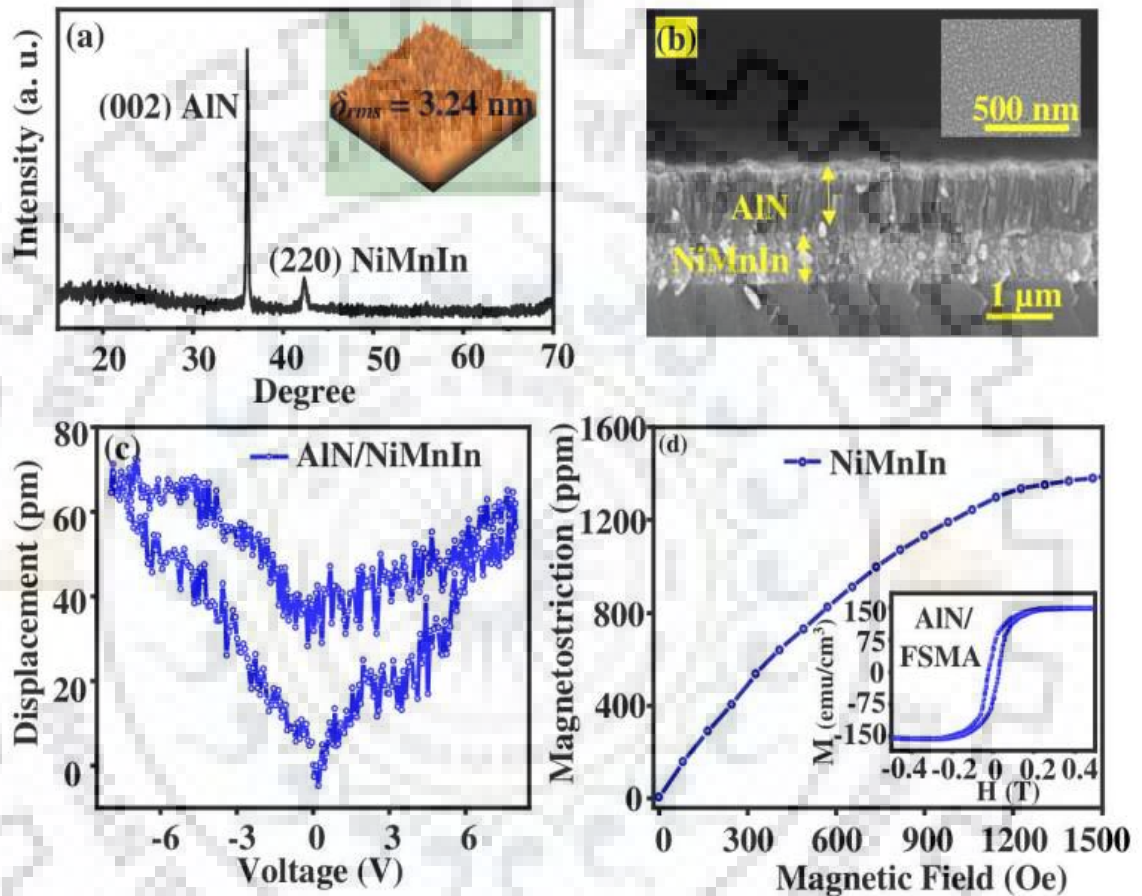 (a)
Intensity (a. u.)
(002) AlN
δrms = 3.24 nm
(220) NiMnIn
20 30 40 50 60 70
Degree
(b)
500 nm
AlN
NiMnIn
1 µm
(c)
AlN/NiMnIn
Displacement (pm)
80
60
40
20
0
-6 -3 0 3 6
Voltage (V)
(d)
NiMnIn
Magnetostriction (ppm)
1600
1200
800
400
0
0 300 600 900 1200 1500
Magnetic Field (Oe)
AlN/
FSMA
M (emu/cm³)
150
75
0
-75
-150
-0.4 -0.2 0 0.2 0.4
H (T)